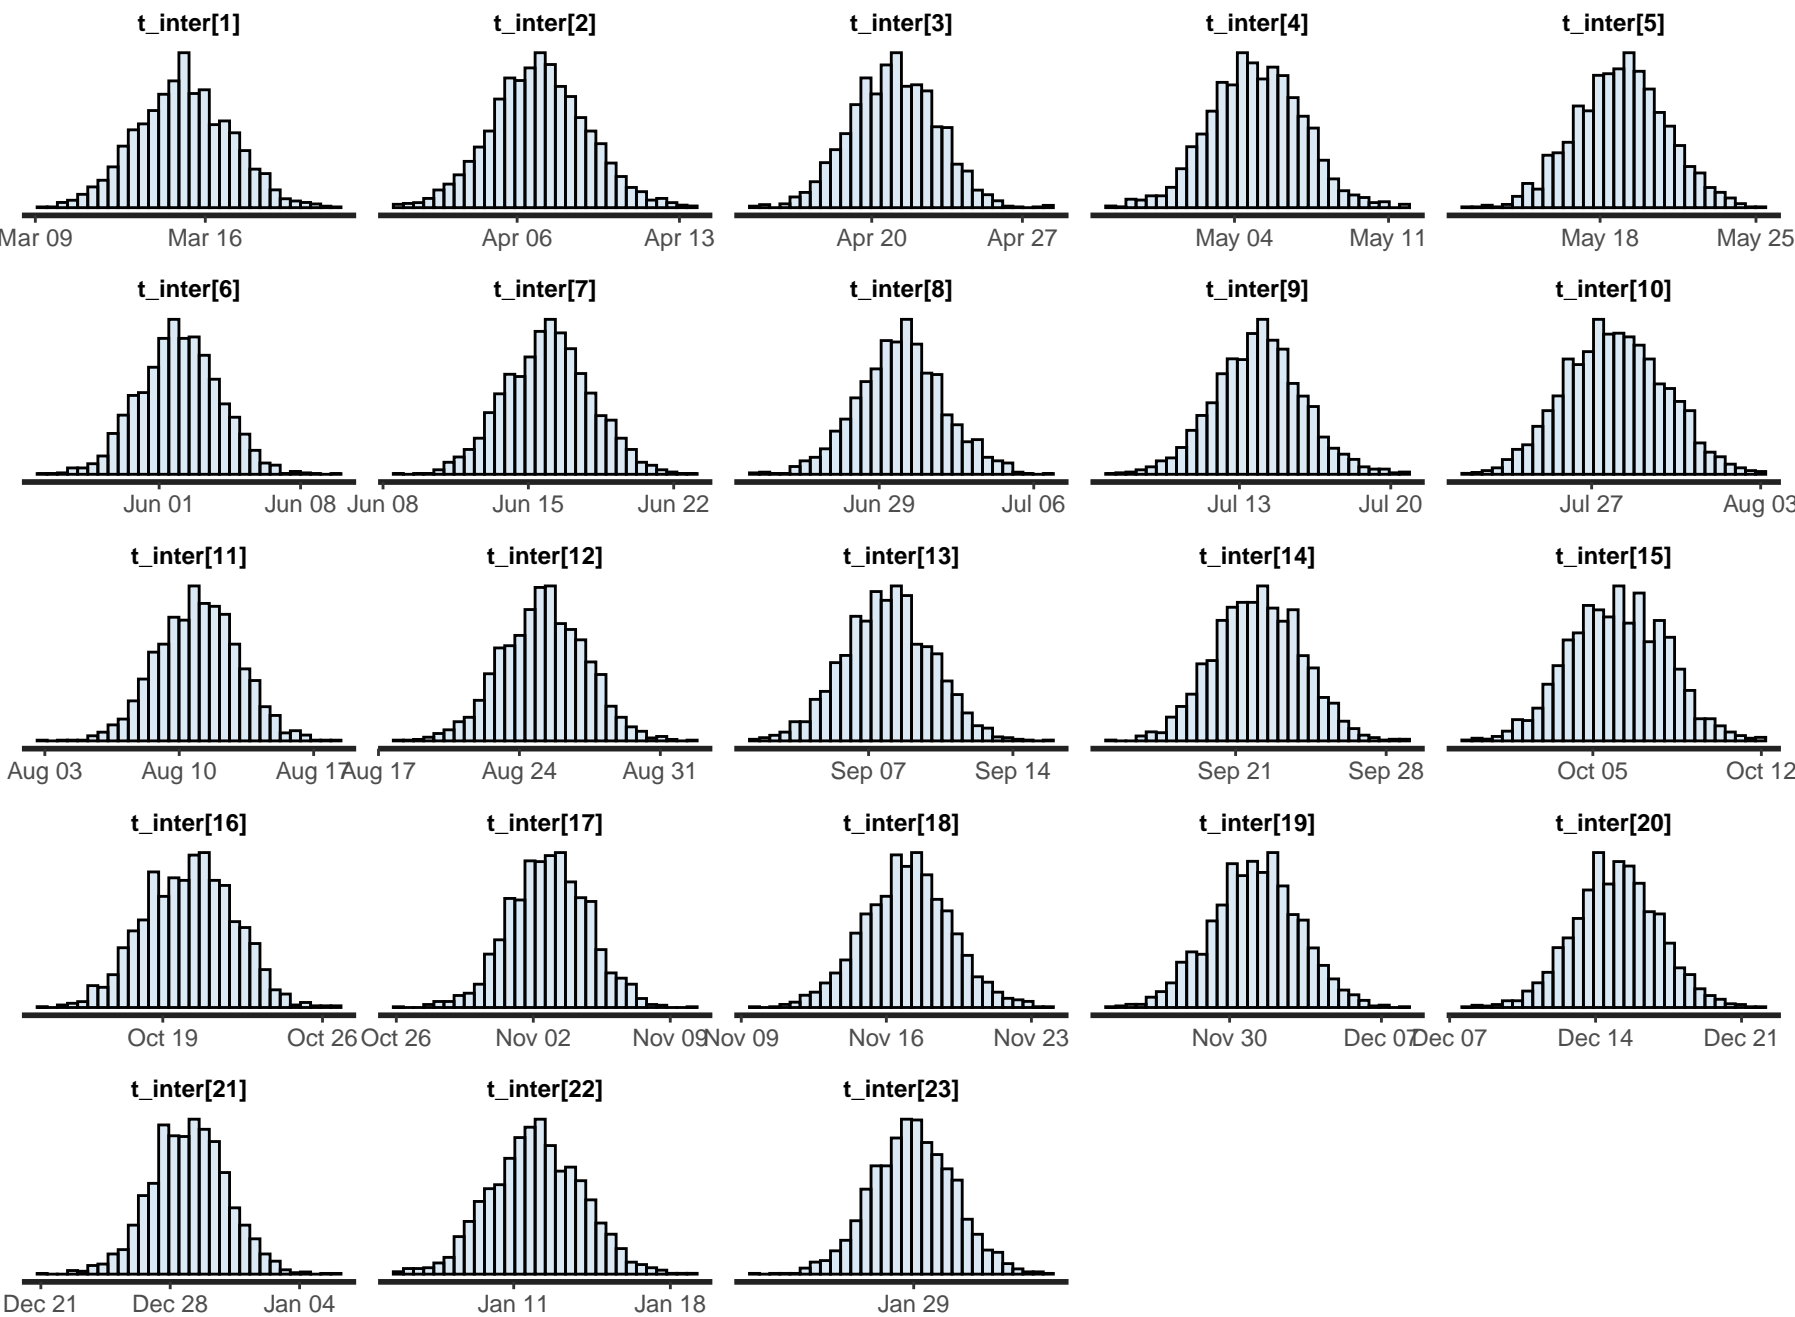 t_inter[1] t_inter[2] t_inter[3] t_inter[4] t_inter[5]
Mar 09 Mar 16 Apr 06 Apr 13 Apr 20 Apr 27 May 04 May 11 May 18 May 25
t_inter[6] t_inter[7] t_inter[8] t_inter[9] t_inter[10]
Jun 01 Jun 08 Jun 08 Jun 15 Jun 22 Jun 29 Jul 06 Jul 13 Jul 20 Jul 27 Aug 03
t_inter[11] t_inter[12] t_inter[13] t_inter[14] t_inter[15]
Aug 03 Aug 10 Aug 17 Aug 17 Aug 24 Aug 31 Sep 07 Sep 14 Sep 21 Sep 28 Oct 05 Oct 12
t_inter[16] t_inter[17] t_inter[18] t_inter[19] t_inter[20]
Oct 19 Oct 26 Oct 26 Nov 02 Nov 09 Nov 09 Nov 16 Nov 23 Nov 30 Dec 07 Dec 07 Dec 14 Dec 21
t_inter[21] t_inter[22] t_inter[23]
Dec 21 Dec 28 Jan 04 Jan 11 Jan 18 Jan 29